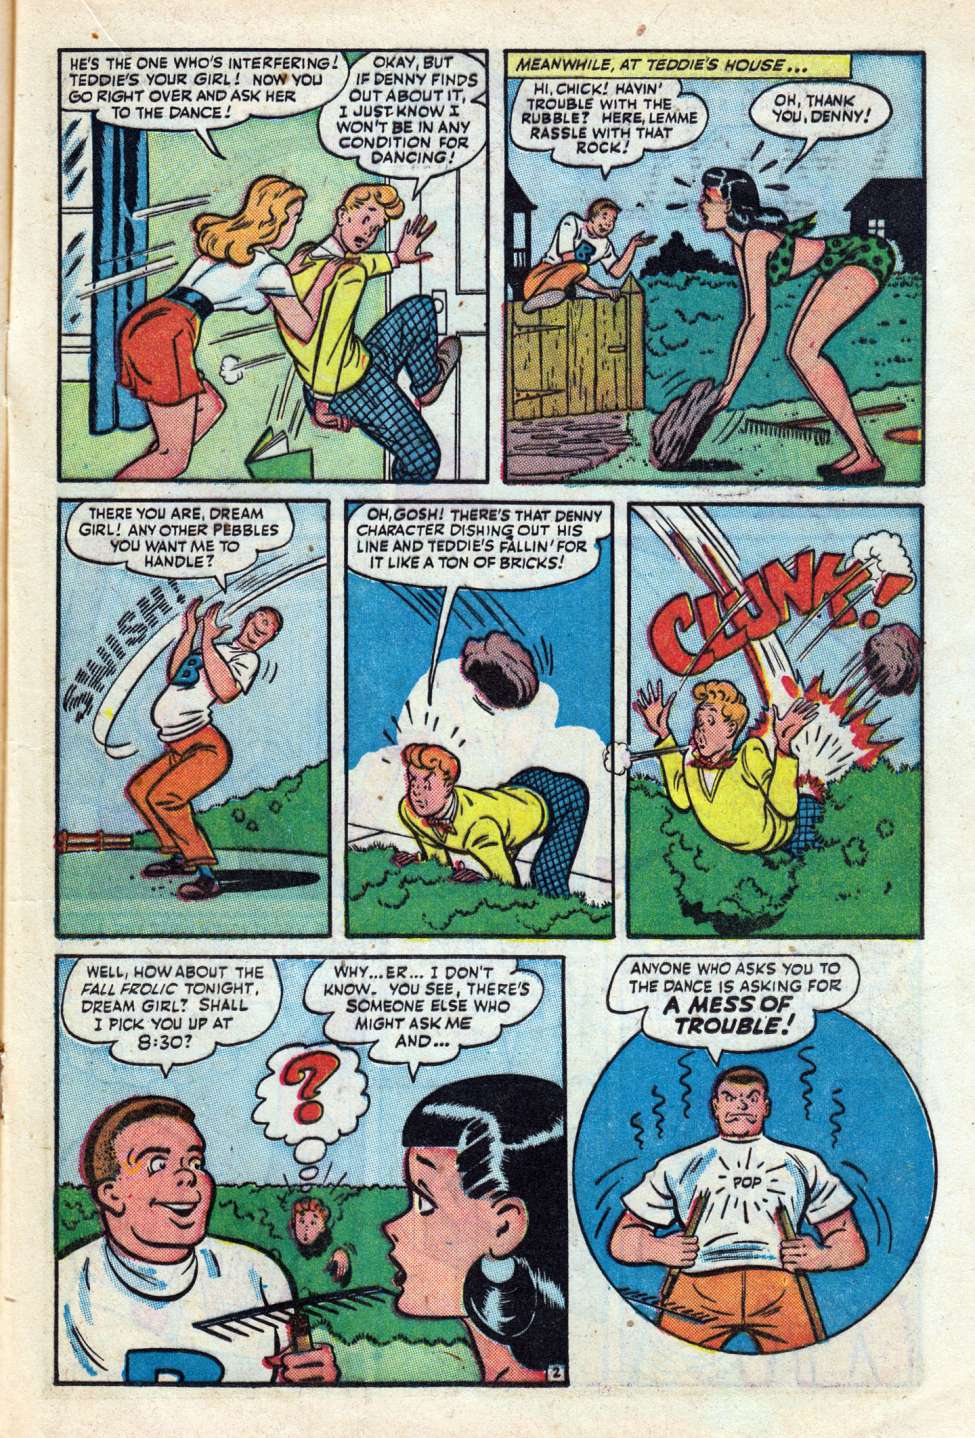 HE'S THE ONE WHO'S INTERFERING!
TEDDIE'S YOUR GIRL! NOW YOU
GO RIGHT OVER AND ASK HER
TO THE DANCE!
OKAY, BUT
IF DENNY FINDS
OUT ABOUT IT,
I JUST KNOW I
WON'T BE IN ANY
CONDITION FOR
DANCING!
MEANWHILE, AT TEDDIE'S HOUSE...
HI, CHICK! HAVIN'
TROUBLE WITH THE
RUBBLE? HERE, LEMME
RASSLE WITH THAT
ROCK!
OH, THANK
YOU, DENNY!
THERE YOU ARE, DREAM
GIRL! ANY OTHER PEBBLES
YOU WANT ME TO
HANDLE?
SWISH!
B
OH, GOSH! THERE'S THAT DENNY
CHARACTER DISHING OUT HIS
LINE AND TEDDIE'S FALLIN' FOR
IT LIKE A TON OF BRICKS!
CLUNK!
WELL, HOW ABOUT THE
FALL FROLIC TONIGHT,
DREAM GIRL? SHALL
I PICK YOU UP AT
8:30?
WHY...ER... I DON'T
KNOW. YOU SEE, THERE'S
SOMEONE ELSE WHO
MIGHT ASK ME
AND...
?
B
2
ANYONE WHO ASKS YOU TO
THE DANCE IS ASKING FOR
A MESS OF
TROUBLE!
POP